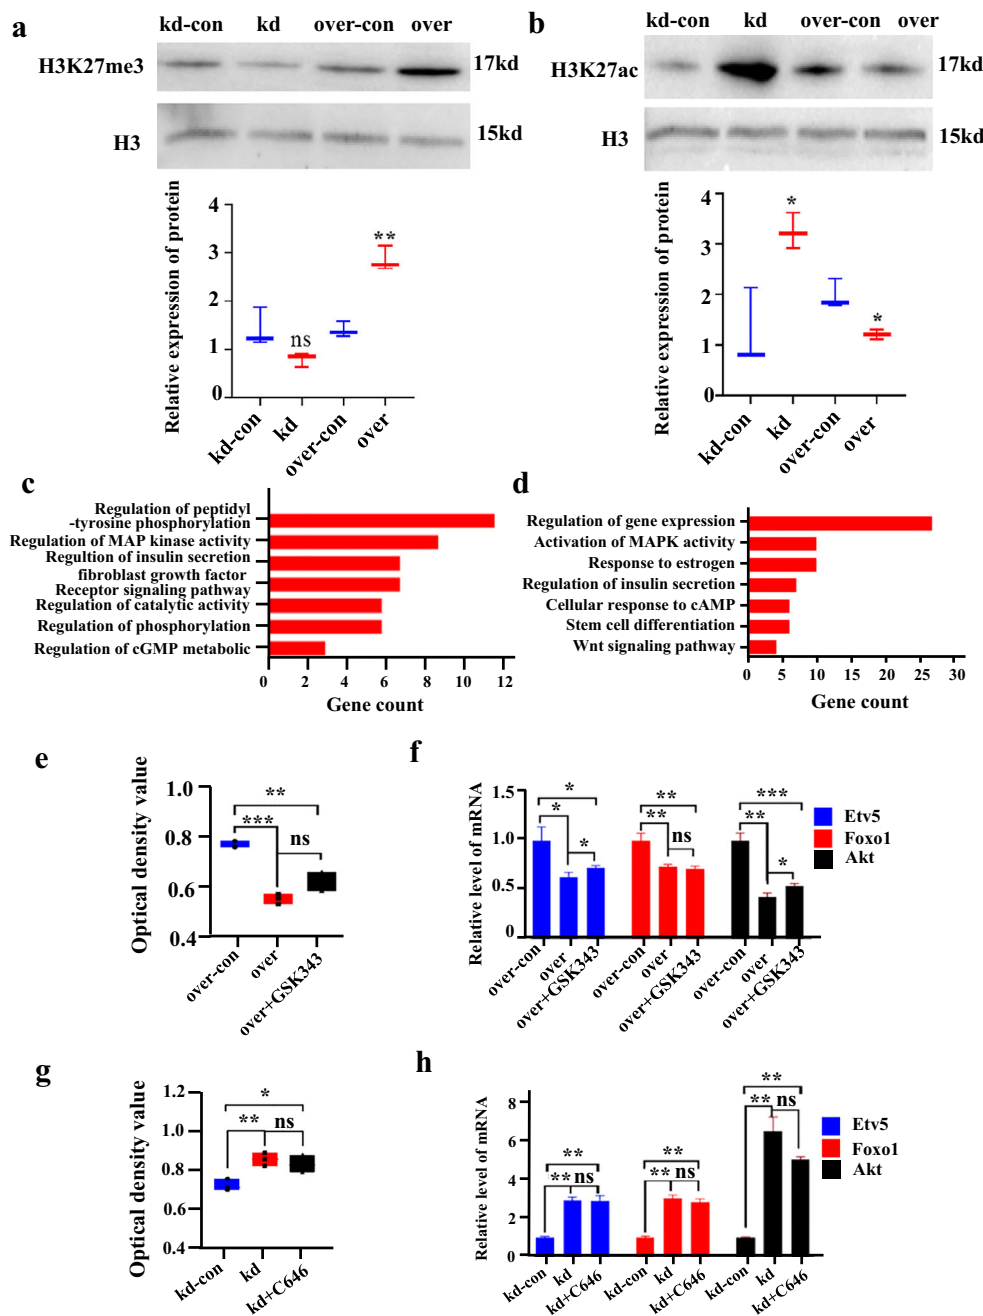 a
kd-con kd over-con over
H3K27me3
17kd
H3
15kd
Relative expression of protein
4
3
2
1
0
ns
**
kd-con
kd
over-con
over
b
kd-con kd over-con over
H3K27ac
17kd
H3
15kd
Relative expression of protein
4
3
2
1
0
*
*
kd-con
kd
over-con
over
c
Regulation of peptidyl
-tyrosine phosphorylation
Regulation of MAP kinase activity
Regultion of insulin secretion
fibroblast growth factor
Receptor signaling pathway
Regulation of catalytic activity
Regulation of phosphorylation
Regulation of cGMP metabolic
0 2 4 6 8 10 12
Gene count
d
Regulation of gene expression
Activation of MAPK activity
Response to estrogen
Regulation of insulin secretion
Cellular response to cAMP
Stem cell differentiation
Wnt signaling pathway
0 5 10 15 20 25 30
Gene count
e
Optical density value
1.0
0.8
0.6
0.4
**
***
ns
over-con
over
over+GSK343
f
Relative level of mRNA
1.5
1.0
0.5
0
*
*
*
**
**
ns
***
**
*
over-con
over
over+GSK343
over-con
over
over+GSK343
over-con
over
over+GSK343
Etv5
Foxo1
Akt
g
Optical density value
1.2
1.0
0.8
0.6
0.4
*
**
ns
kd-con
kd
kd+C646
h
Relative level of mRNA
8
6
4
2
0
**
** ns
**
** ns
**
** ns
kd-con
kd
kd+C646
kd-con
kd
kd+C646
kd-con
kd
kd+C646
Etv5
Foxo1
Akt